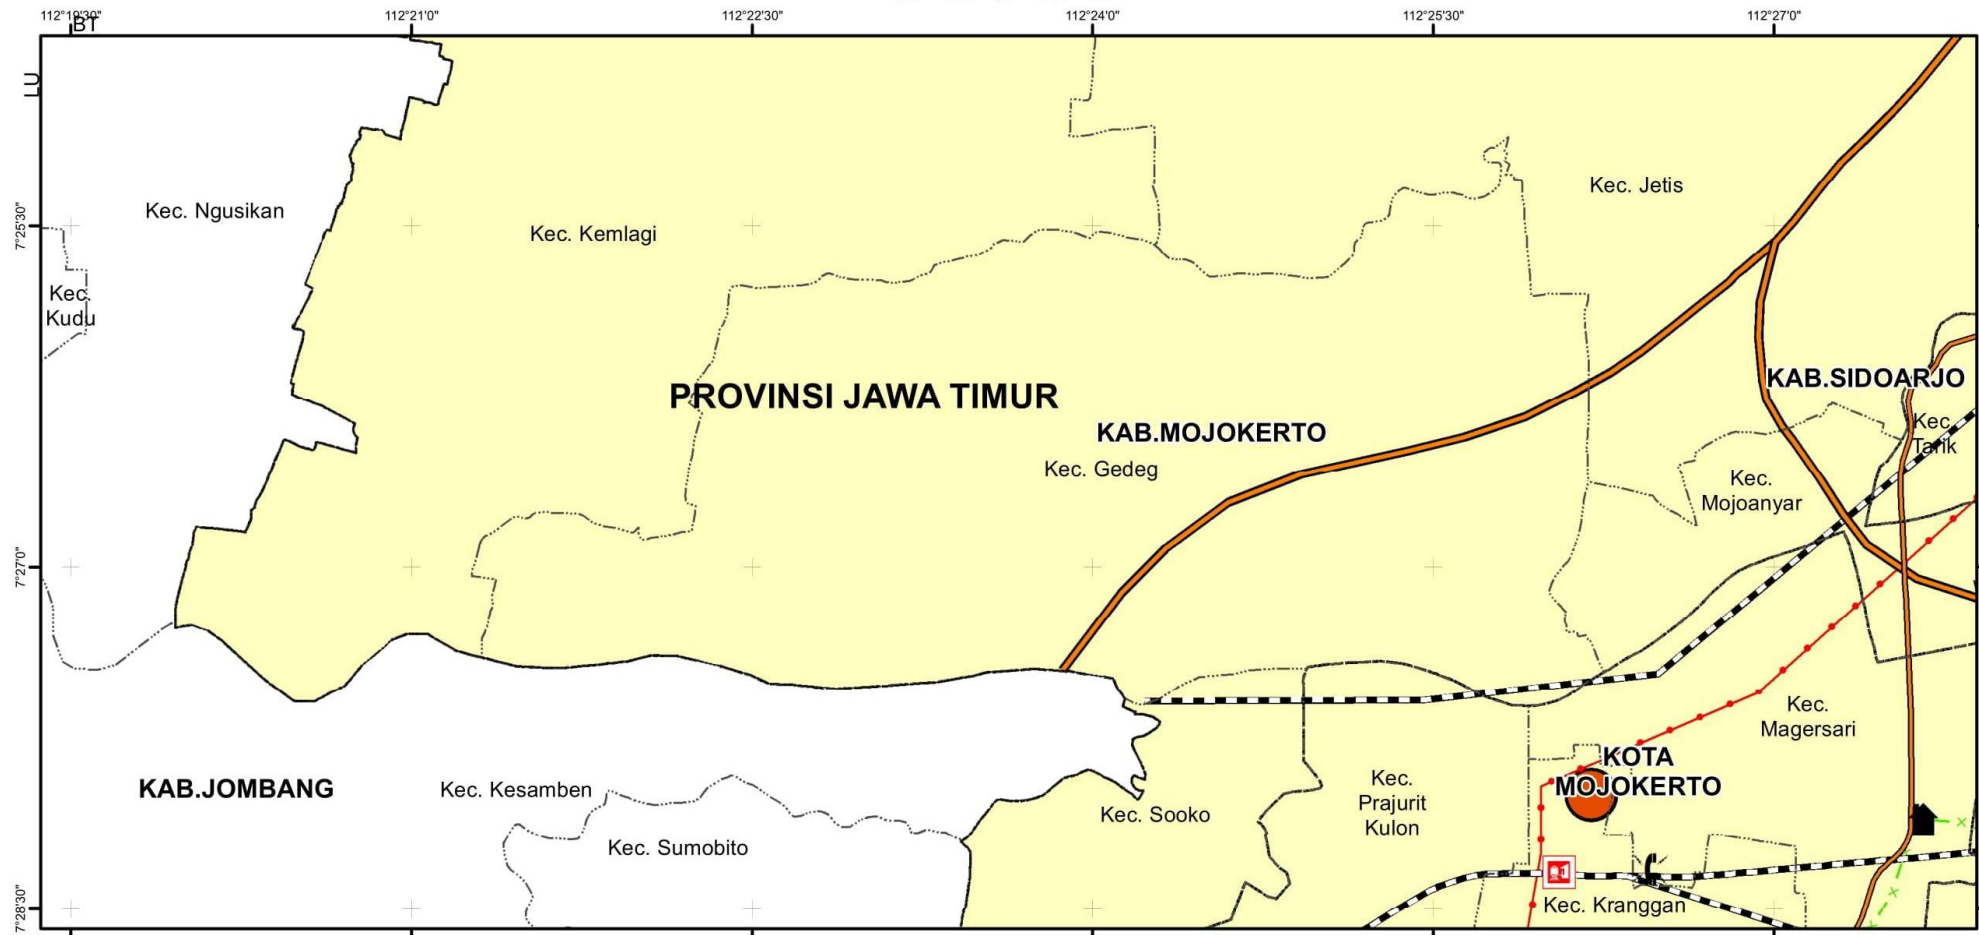 112°19'30"
112°21'0"
112°22'30"
112°24'0"
112°25'30"
112°27'0"
BT
LU
Kec. Jetis
Kec. Ngusikan
7°25'30"
Kec. Kemlagi
Kec.
Kudu
KAB.SIDOARJO
PROVINSI JAWA TIMUR
KAB.MOJOKERTO
Kec.
Tarik
Kec. Gedeg
Kec.
Mojoanyar
7°27'0"
Kec.
Magersari
KOTA
MOJOKERTO
KAB.JOMBANG
Kec. Kesamben
Kec.
Prajurit
Kulon
Kec. Sooko
Kec. Sumobito
7°28'30"
Kec. Kranggan